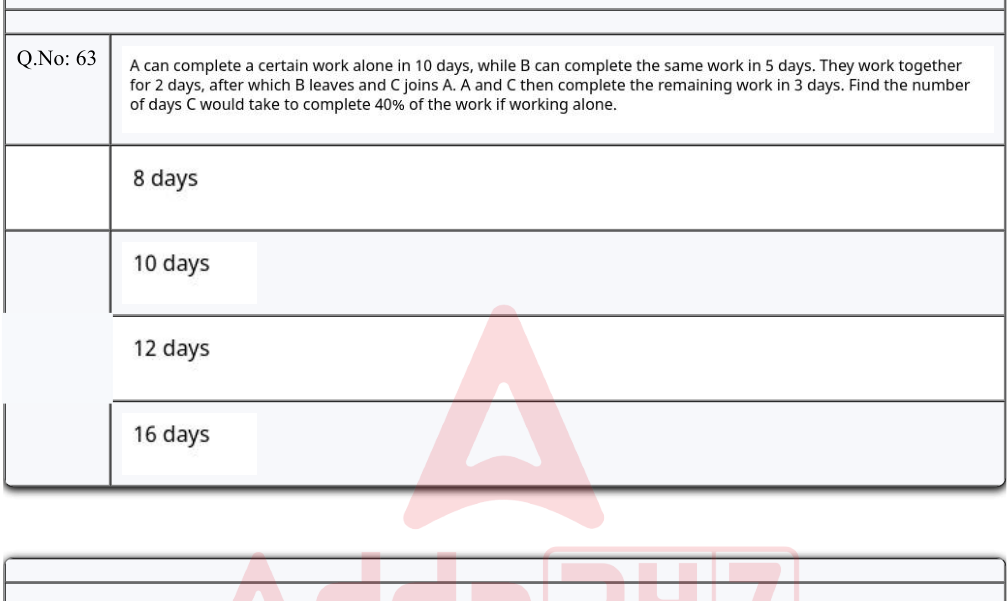 Q.No: 63
A can complete a certain work alone in 10 days, while B can complete the same work in 5 days. They work together
for 2 days, after which B leaves and C joins A. A and C then complete the remaining work in 3 days. Find the number
of days C would take to complete 40% of the work if working alone.
8 days
10 days
12 days
16 days
Adda247